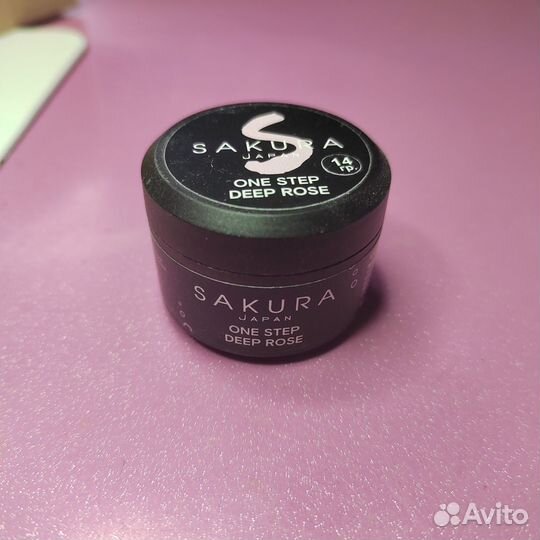 S
SAKURA
JAPAN
14
гр.
ONE STEP
DEEP ROSE
SAKURA
JAPAN
ONE STEP
DEEP ROSE
Avito